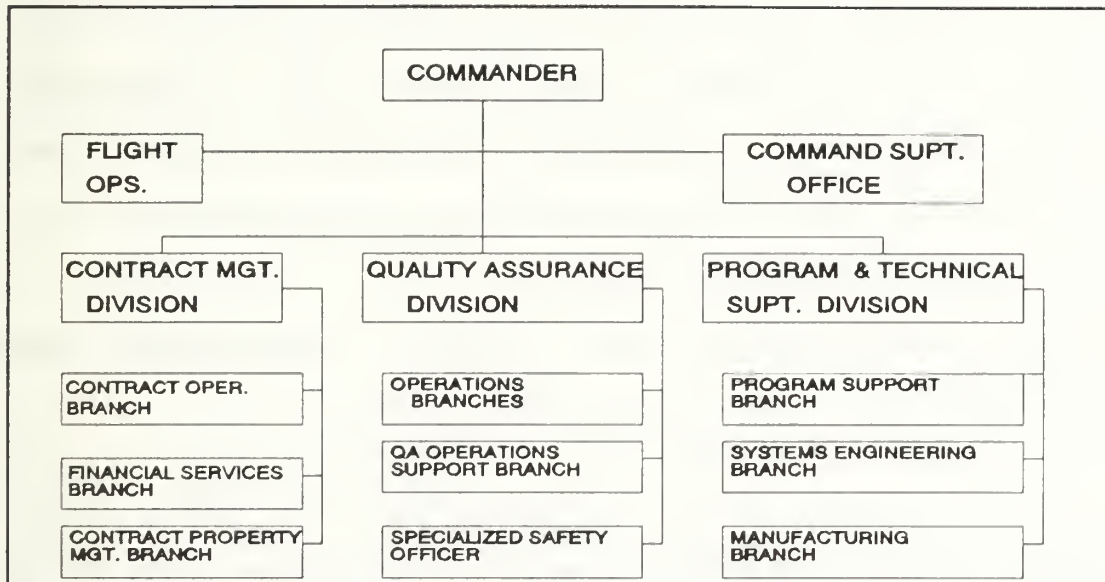 COMMANDER
FLIGHT
OPS.
COMMAND SUPT.
OFFICE
CONTRACT MGT.
DIVISION
QUALITY ASSURANCE
DIVISION
PROGRAM & TECHNICAL
SUPT. DIVISION
CONTRACT OPER.
BRANCH
FINANCIAL SERVICES
BRANCH
CONTRACT PROPERTY
MGT. BRANCH
OPERATIONS
BRANCHES
QA OPERATIONS
SUPPORT BRANCH
SPECIALIZED SAFETY
OFFICER
PROGRAM SUPPORT
BRANCH
SYSTEMS ENGINEERING
BRANCH
MANUFACTURING
BRANCH